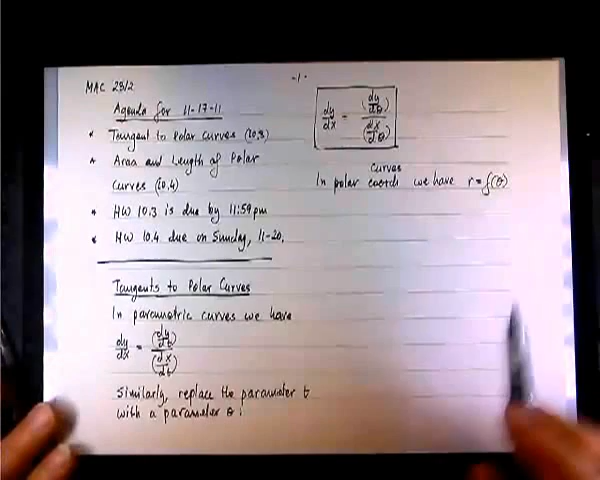 MAC 2312
-1-
Agenda for 11-17-11
* Tangent to Polar Curves (10.3)
* Area and Length of Polar
Curves (10.4)
* HW 10.3 is due by 11:59pm
* HW 10.4 due on Sunday, 11-20.
Tangents to Polar Curves
In parametric curves we have
dy/dx = (dy/dt)/(dx/dt)
Similarly, replace the parameter t
with a parameter θ:
dy/dx = (dy/dθ)/(dx/dθ)
curves
In polar coord we have r = f(θ)